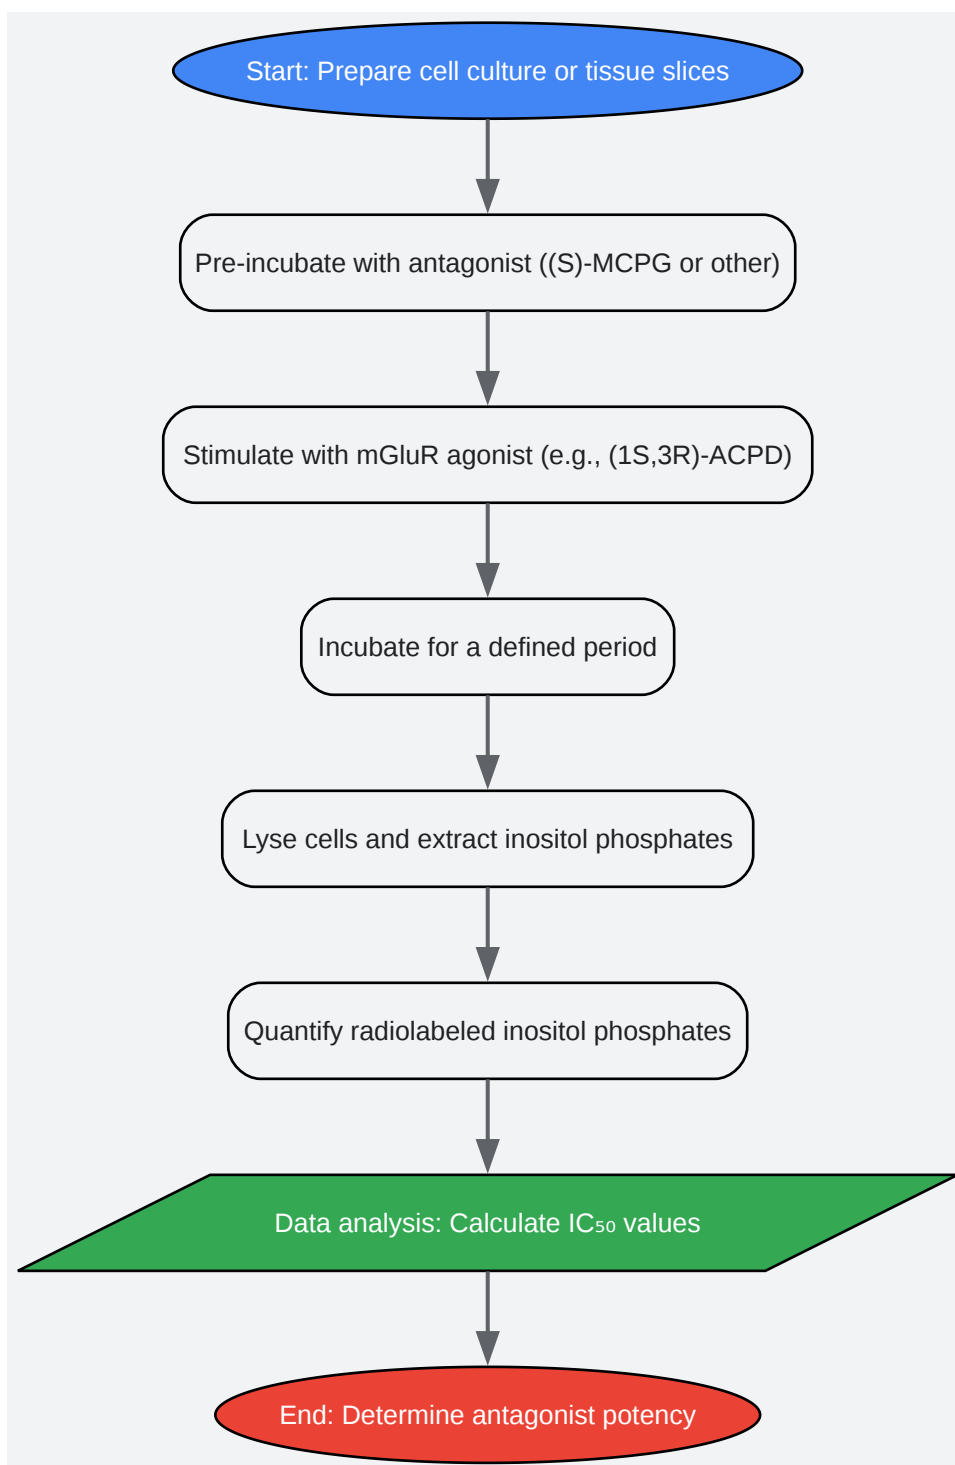 Start: Prepare cell culture or tissue slices
Pre-incubate with antagonist ((S)-MCPG or other)
Stimulate with mGluR agonist (e.g., (1S,3R)-ACPD)
Incubate for a defined period
Lyse cells and extract inositol phosphates
Quantify radiolabeled inositol phosphates
Data analysis: Calculate IC₅₀ values
End: Determine antagonist potency